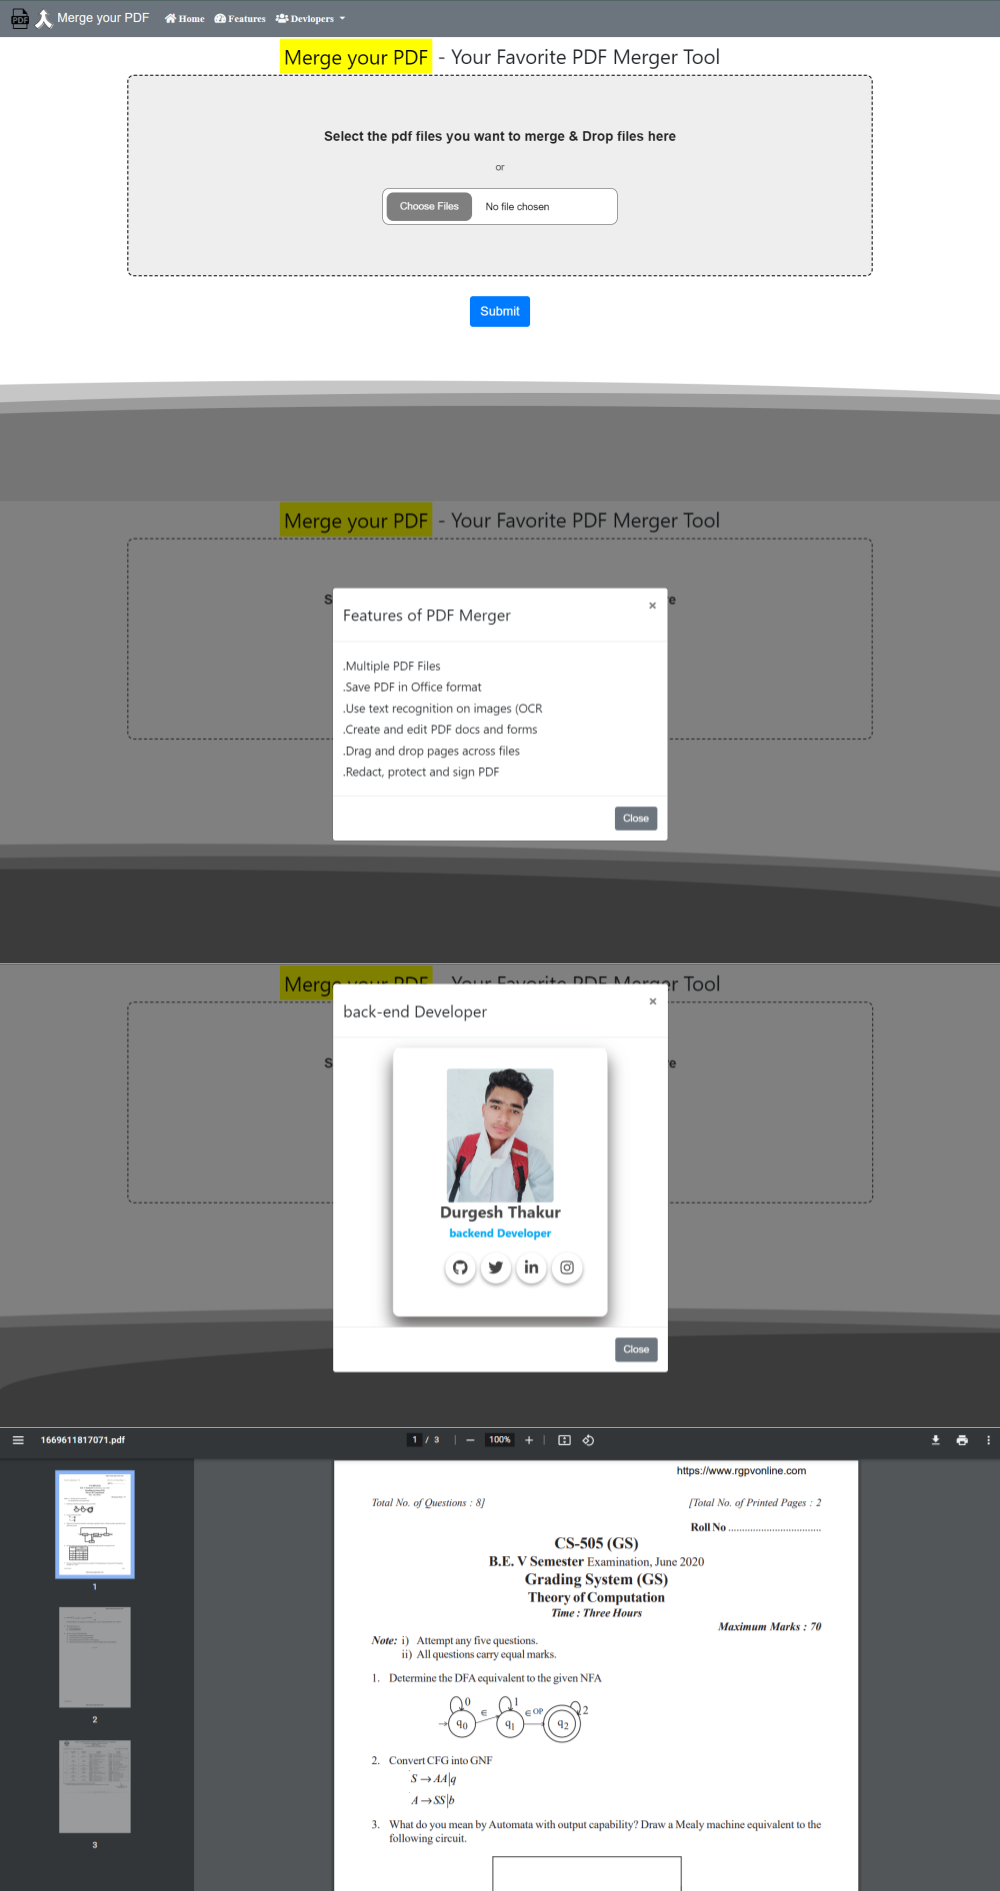 PDF Merge your PDF Home Features Devlopers
Merge your PDF - Your Favorite PDF Merger Tool
Select the pdf files you want to merge & Drop files here
or
Choose Files No file chosen
Submit
Merge your PDF - Your Favorite PDF Merger Tool
S e
Features of PDF Merger ×
.Multiple PDF Files
.Save PDF in Office format
.Use text recognition on images (OCR
.Create and edit PDF docs and forms
.Drag and drop pages across files
.Redact, protect and sign PDF
Close
Merge your PDF - Your Favorite PDF Merger Tool
back-end Developer ×
S e
Durgesh Thakur
backend Developer
in
Close
1669611817071.pdf 1 / 3 | − 100% + |
https://www.rgpvonline.com
Total No. of Questions : 8] [Total No. of Printed Pages : 2
Roll No ..................................
CS-505 (GS)
B.E. V Semester Examination, June 2020
Grading System (GS)
Theory of Computation
Time : Three Hours
Maximum Marks : 70
Note: i) Attempt any five questions.
ii) All questions carry equal marks.
1. Determine the DFA equivalent to the given NFA
0 1 2
∈ ∈ OP
q0 q1 q2
2. Convert CFG into GNF
S → AA|q
A → SS|b
3. What do you mean by Automata with output capability? Draw a Mealy machine equivalent to the
following circuit.
1
2
3